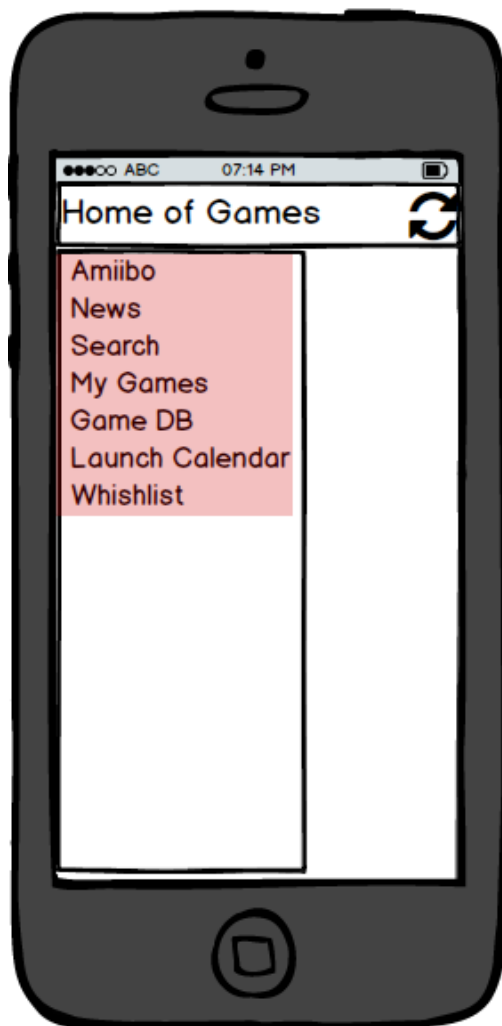 ABC 07:14 PM
Home of Games
Amiibo
News
Search
My Games
Game DB
Launch Calendar
Whishlist